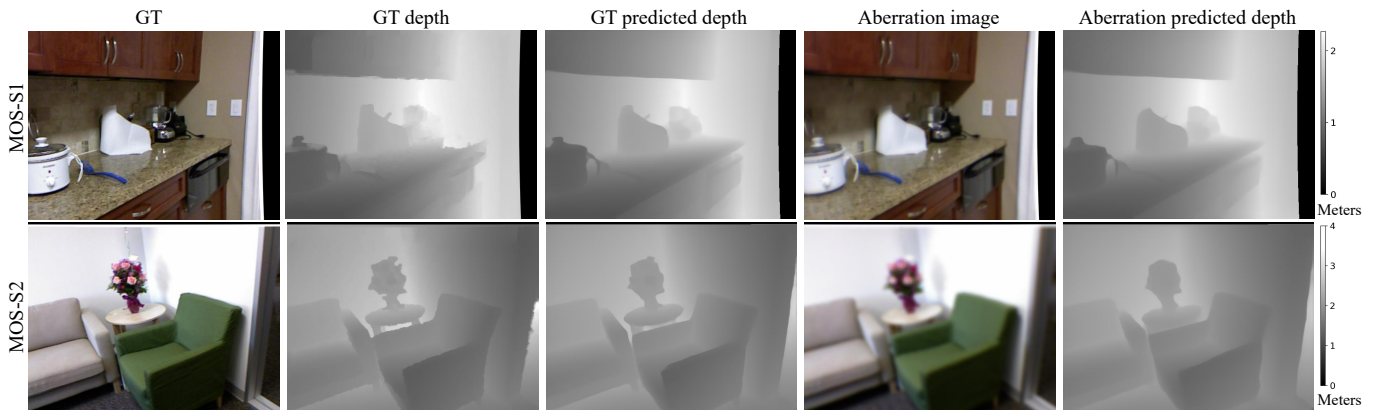 GT GT depth GT predicted depth Aberration image Aberration predicted depth
MOS-S1
2
1
0
Meters
MOS-S2
4
3
2
1
0
Meters